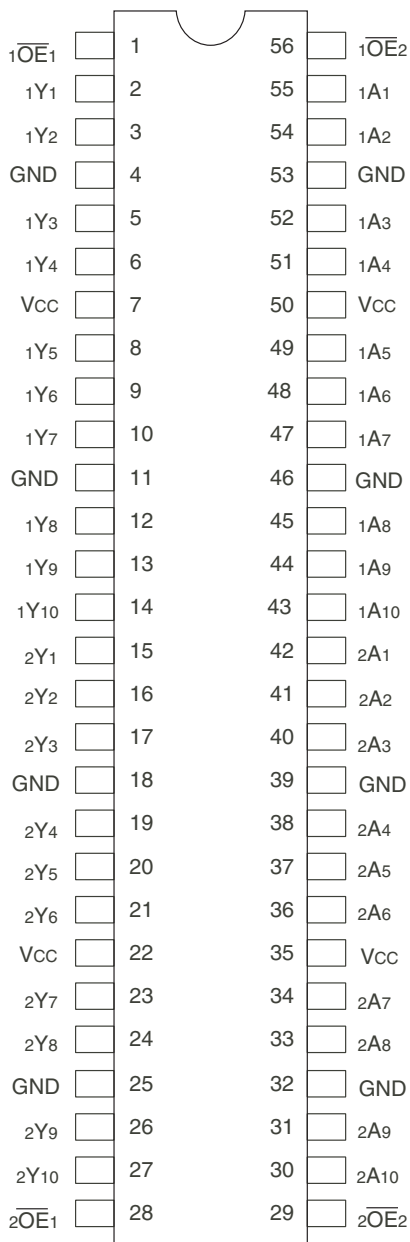 1OE1 1 56 1OE2
1Y1 2 55 1A1
1Y2 3 54 1A2
GND 4 53 GND
1Y3 5 52 1A3
1Y4 6 51 1A4
VCC 7 50 VCC
1Y5 8 49 1A5
1Y6 9 48 1A6
1Y7 10 47 1A7
GND 11 46 GND
1Y8 12 45 1A8
1Y9 13 44 1A9
1Y10 14 43 1A10
2Y1 15 42 2A1
2Y2 16 41 2A2
2Y3 17 40 2A3
GND 18 39 GND
2Y4 19 38 2A4
2Y5 20 37 2A5
2Y6 21 36 2A6
VCC 22 35 VCC
2Y7 23 34 2A7
2Y8 24 33 2A8
GND 25 32 GND
2Y9 26 31 2A9
2Y10 27 30 2A10
2OE1 28 29 2OE2